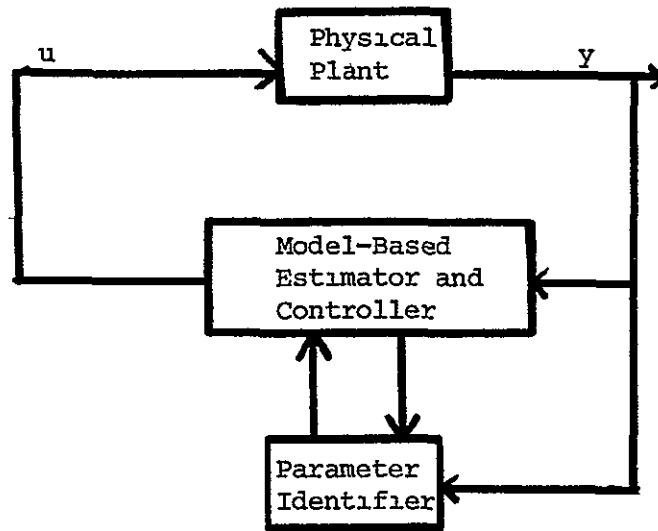 u
Physical
Plant
y
Model-Based
Estimator and
Controller
Parameter
Identifier